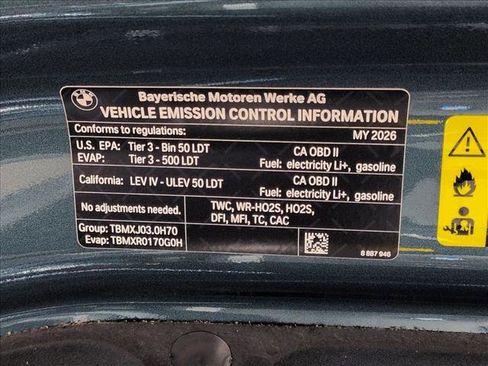 BMW
Bayerische Motoren Werke AG
VEHICLE EMISSION CONTROL INFORMATION
Conforms to regulations: MY 2026
U.S. EPA: Tier 3 - Bin 50 LDT CA OBD II
EVAP: Tier 3 - 500 LDT Fuel: electricity Li+, gasoline
California: LEV IV - ULEV 50 LDT CA OBD II
Fuel: electricity Li+, gasoline
No adjustments needed. TWC, WR-HO2S, HO2S,
DFI, MFI, TC, CAC
Group: TBMXJ03.0H70
Evap: TBMXR0170G0H
8 887 946